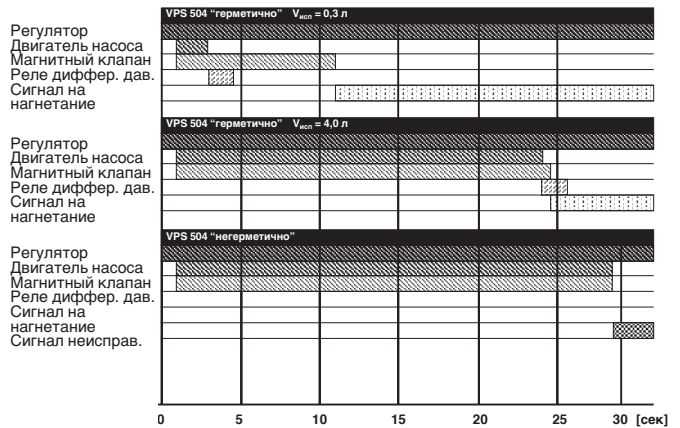 VPS 504 “герметично” Vисп = 0,3 л
Регулятор
Двигатель насоса
Магнитный клапан
Реле диффер. дав.
Сигнал на
нагнетание
VPS 504 “герметично” Vисп = 4,0 л
Регулятор
Двигатель насоса
Магнитный клапан
Реле диффер. дав.
Сигнал на
нагнетание
VPS 504 “негерметично”
Регулятор
Двигатель насоса
Магнитный клапан
Реле диффер. дав.
Сигнал на
нагнетание
Сигнал неисправ.
0 5 10 15 20 25 30 [сек]